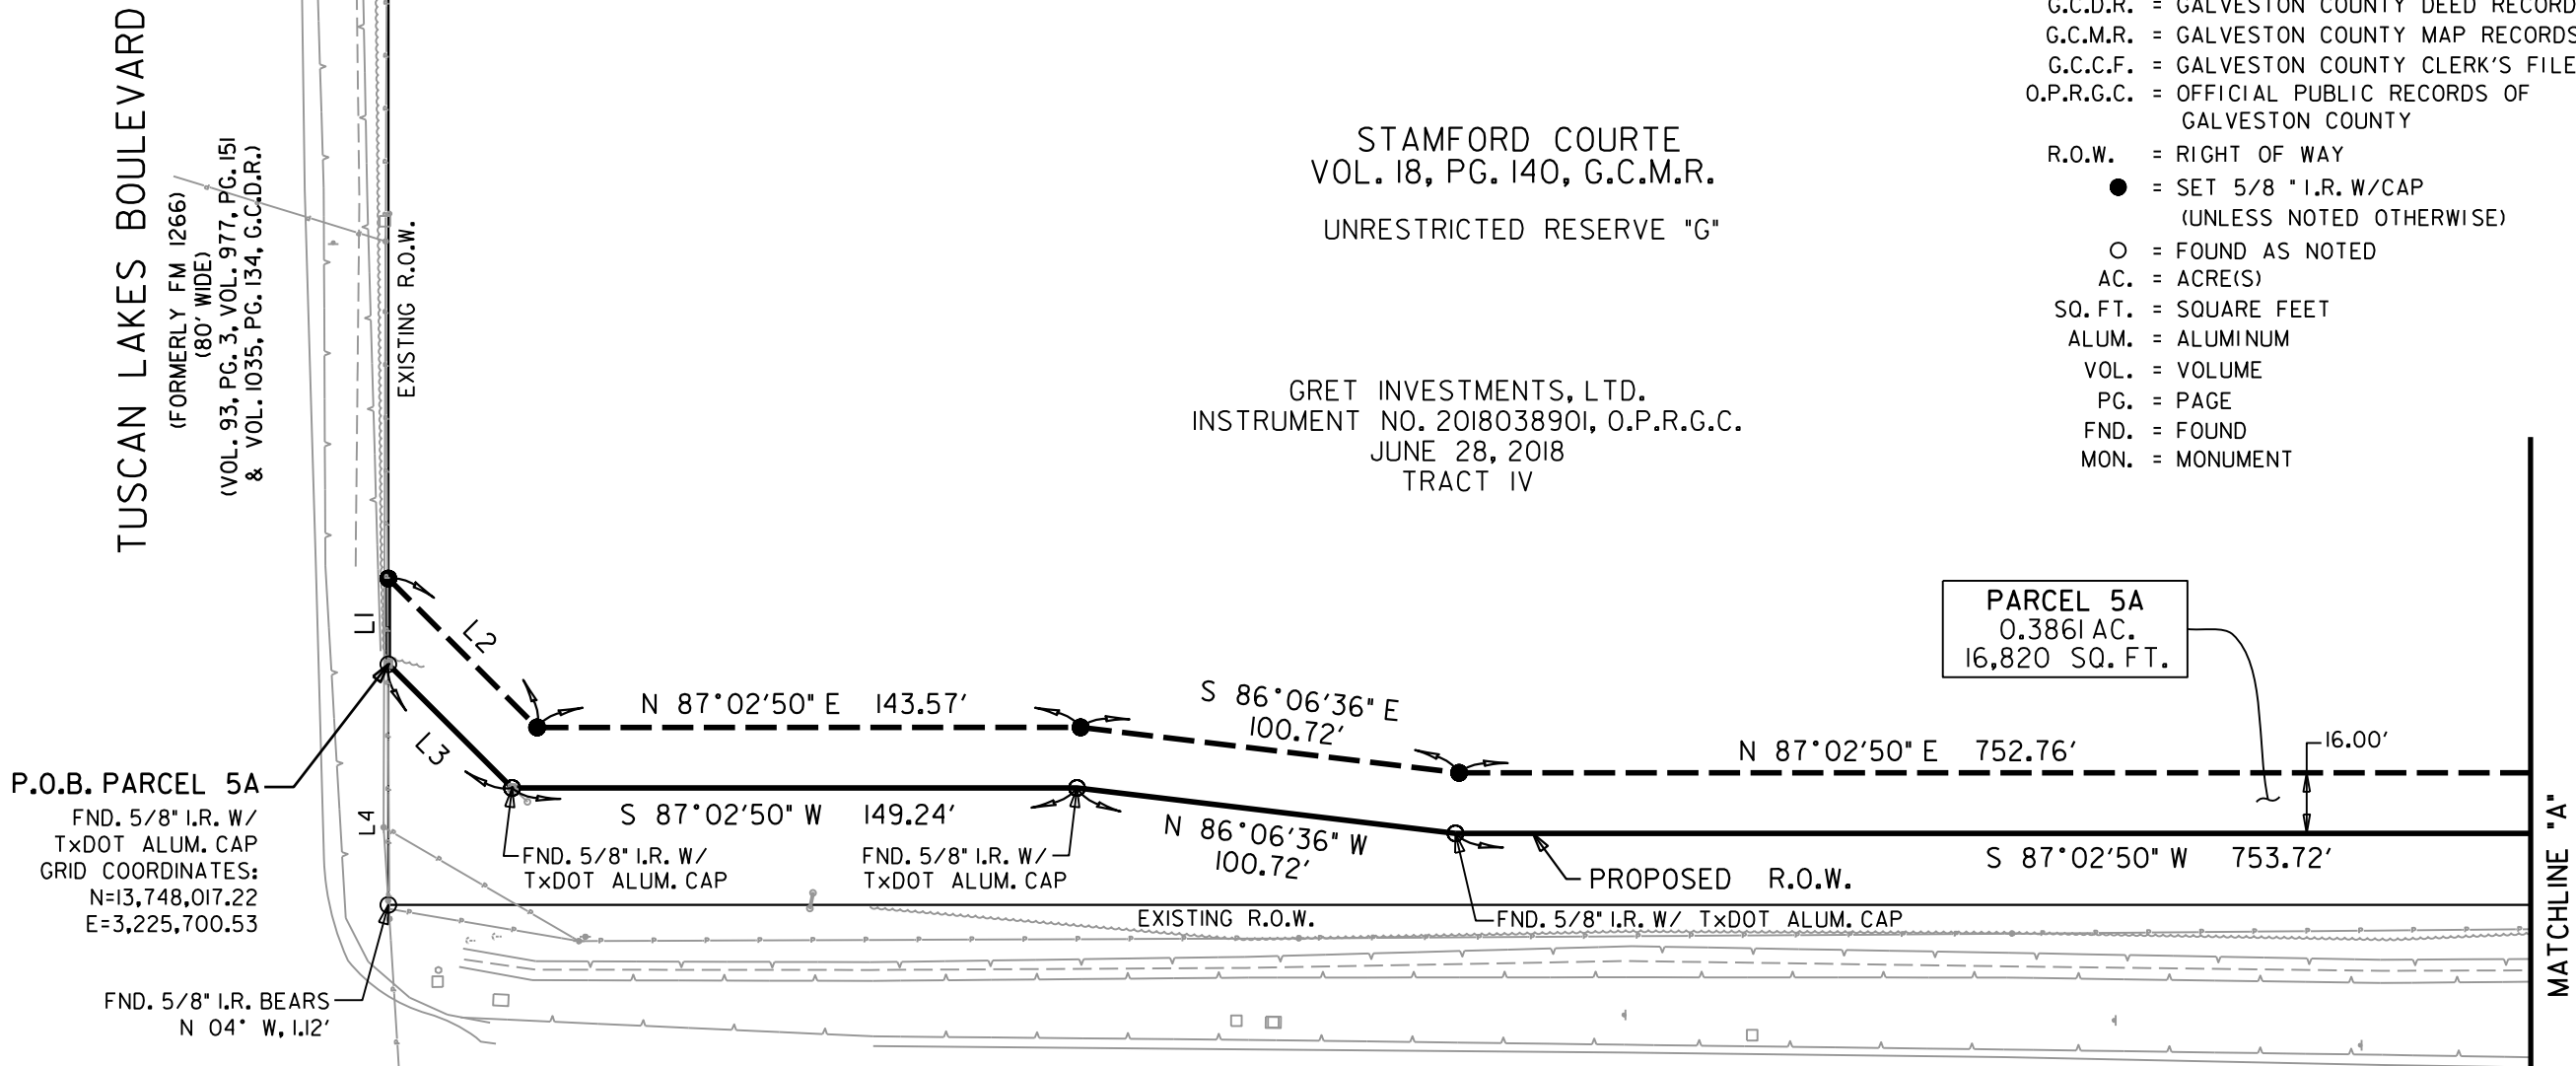 TUSCAN LAKES BOULEVARD
(FORMERLY FM 1266)
(80' WIDE)
(VOL. 93, PG. 3, VOL. 977, PG. 151
& VOL. 1035, PG. 134, G.C.D.R.)
EXISTING R.O.W.
STAMFORD COURTE
VOL. 18, PG. 140, G.C.M.R.
UNRESTRICTED RESERVE "G"
GRET INVESTMENTS, LTD.
INSTRUMENT NO. 2018038901, O.P.R.G.C.
JUNE 28, 2018
TRACT IV
G.C.D.R. = GALVESTON COUNTY DEED RECORD
G.C.M.R. = GALVESTON COUNTY MAP RECORDS
G.C.C.F. = GALVESTON COUNTY CLERK'S FILE
O.P.R.G.C. = OFFICIAL PUBLIC RECORDS OF
GALVESTON COUNTY
R.O.W. = RIGHT OF WAY
= SET 5/8 " I.R. W/CAP
(UNLESS NOTED OTHERWISE)
= FOUND AS NOTED
AC. = ACRE(S)
SQ. FT. = SQUARE FEET
ALUM. = ALUMINUM
VOL. = VOLUME
PG. = PAGE
FND. = FOUND
MON. = MONUMENT
PARCEL 5A
0.3861 AC.
16,820 SQ. FT.
L1
L2
L3
L4
N 87°02'50" E 143.57'
S 86°06'36" E
100.72'
N 87°02'50" E 752.76'
16.00'
S 87°02'50" W 149.24'
N 86°06'36" W
100.72'
S 87°02'50" W 753.72'
P.O.B. PARCEL 5A
FND. 5/8" I.R. W/
TxDOT ALUM. CAP
GRID COORDINATES:
N=13,748,017.22
E=3,225,700.53
FND. 5/8" I.R. W/
TxDOT ALUM. CAP
FND. 5/8" I.R. W/
TxDOT ALUM. CAP
PROPOSED R.O.W.
FND. 5/8" I.R. W/ TxDOT ALUM. CAP
EXISTING R.O.W.
FND. 5/8" I.R. BEARS
N 04° W, 1.12'
MATCHLINE "A"